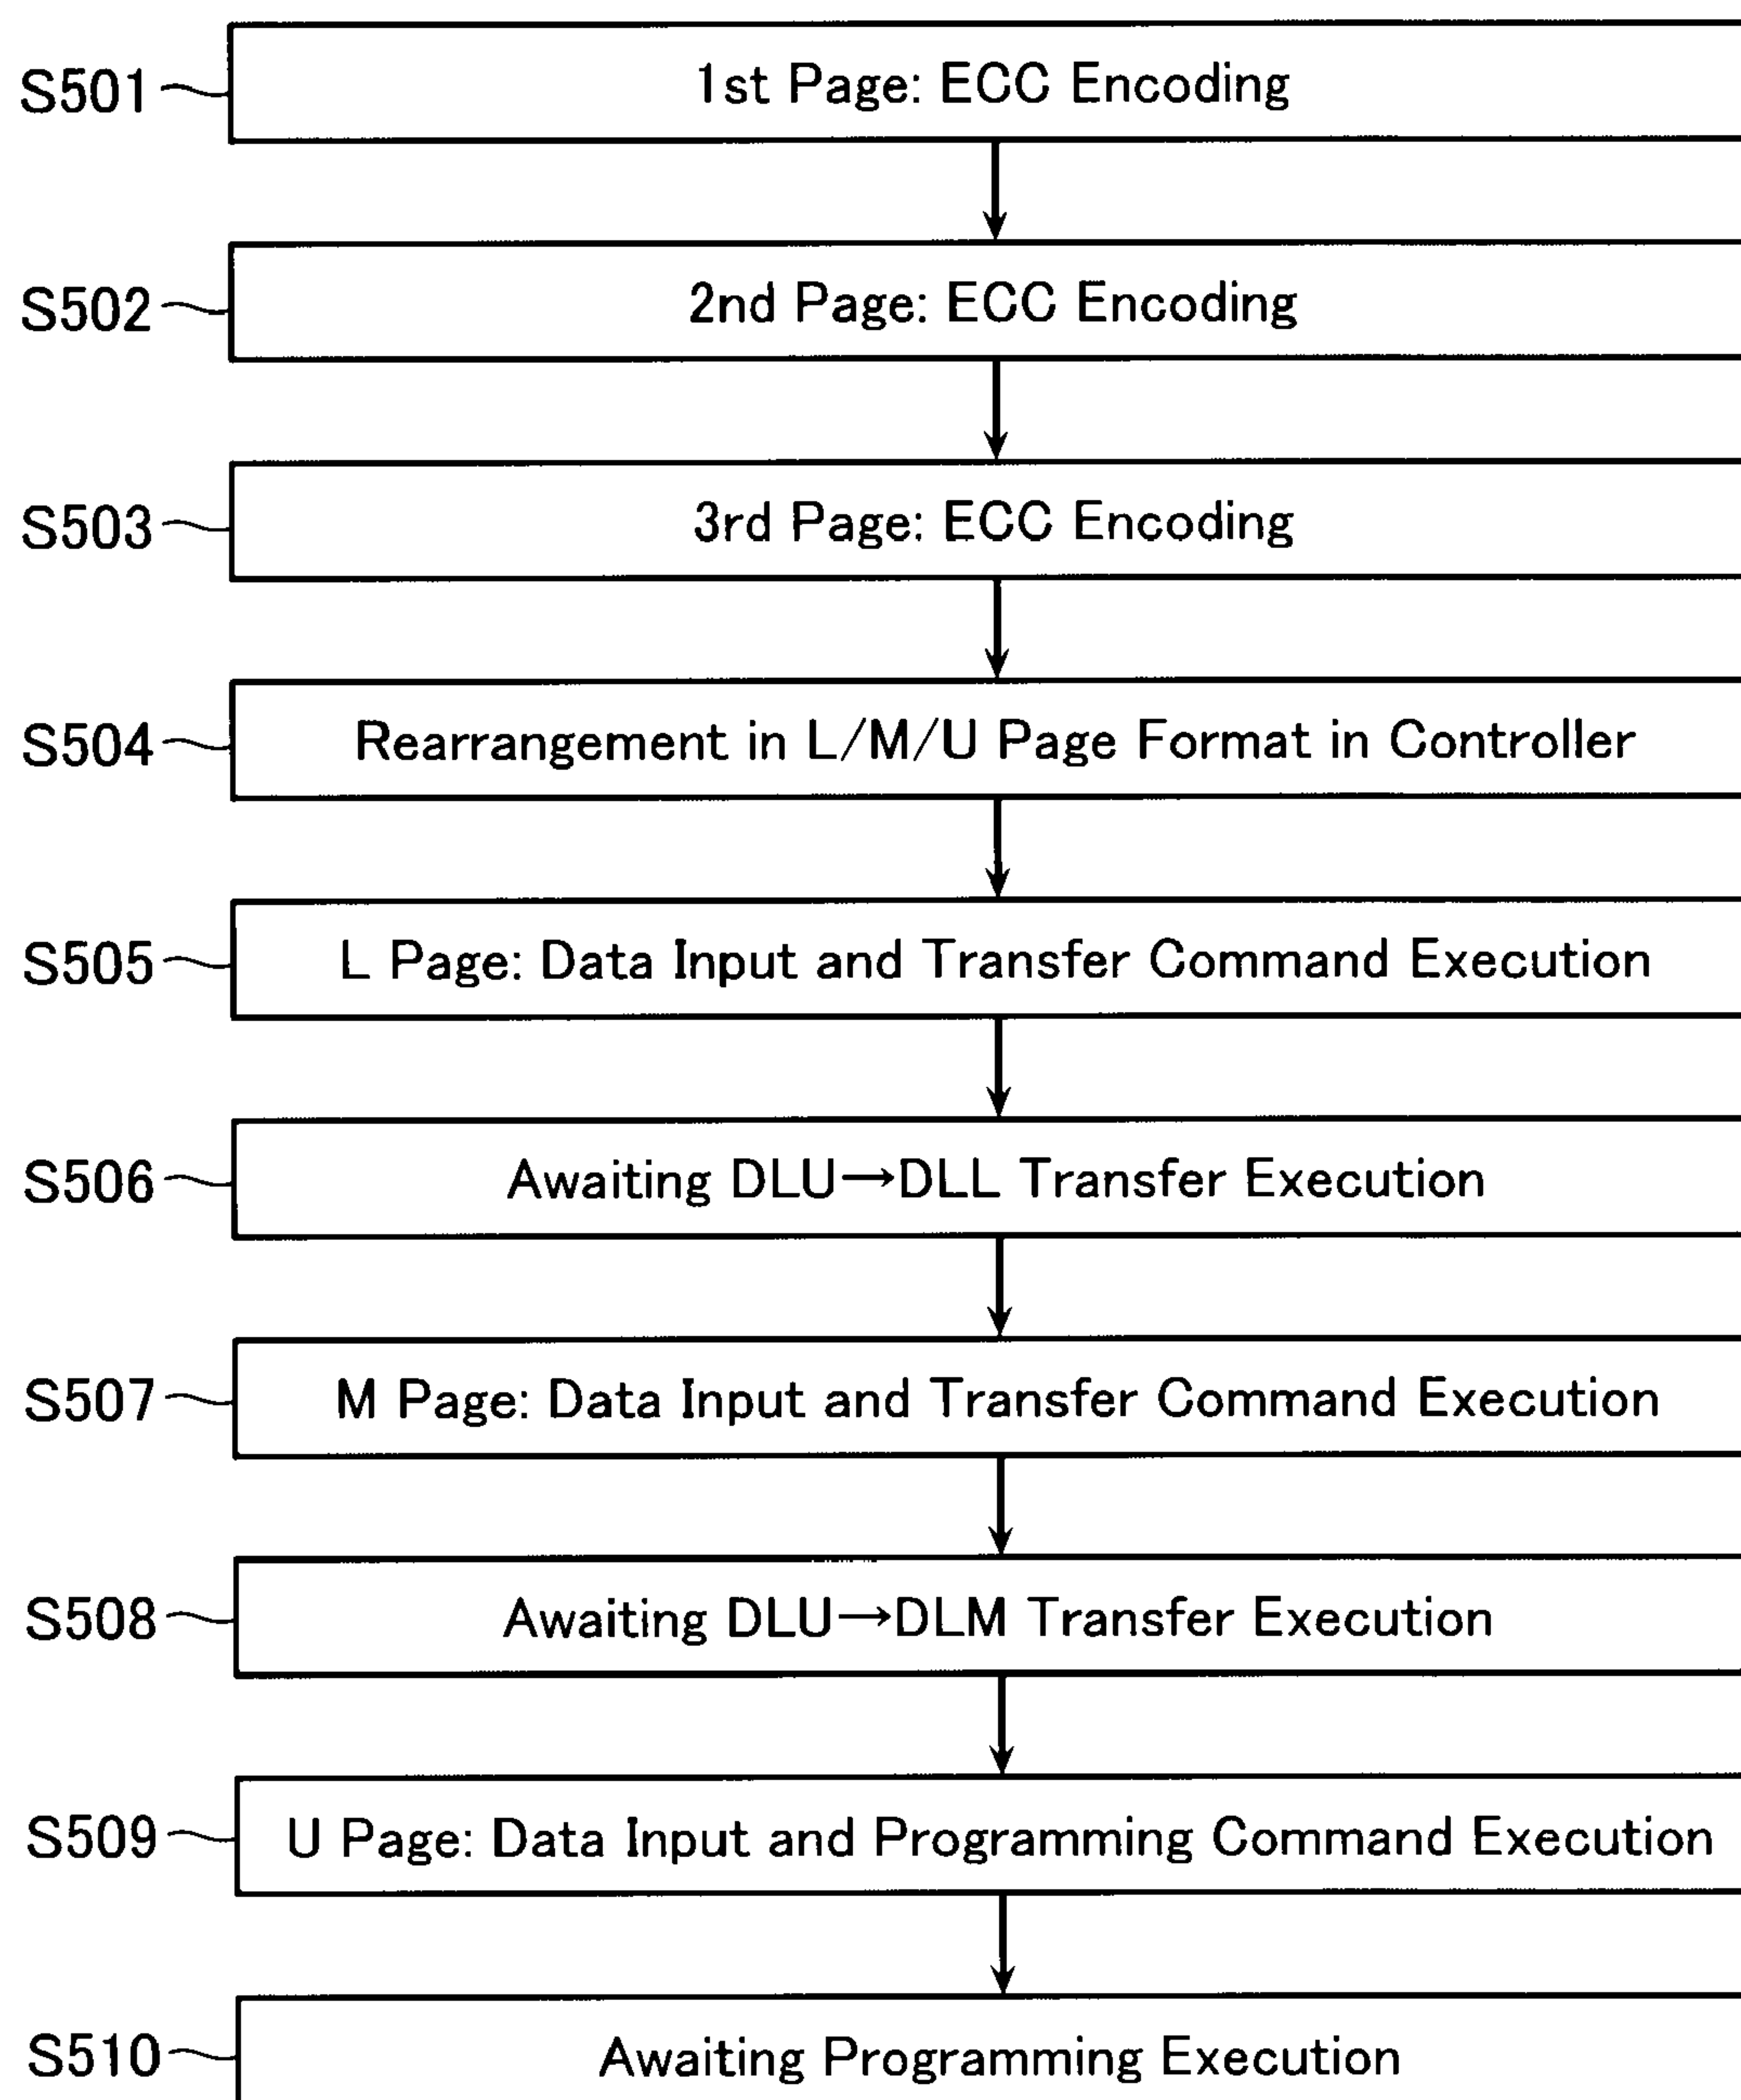 S501 1st Page: ECC Encoding
S502 2nd Page: ECC Encoding
S503 3rd Page: ECC Encoding
S504 Rearrangement in L/M/U Page Format in Controller
S505 L Page: Data Input and Transfer Command Execution
S506 Awaiting DLU→DLL Transfer Execution
S507 M Page: Data Input and Transfer Command Execution
S508 Awaiting DLU→DLM Transfer Execution
S509 U Page: Data Input and Programming Command Execution
S510 Awaiting Programming Execution